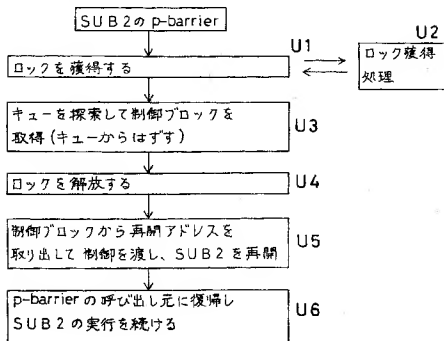 SUB2のp-barrier
U1
U2
ロックを獲得する
ロック獲得
処理
キューを探索して制御ブロックを
取得(キューからはずす)
U3
ロックを解放する
U4
制御ブロックから再開アドレスを
取り出して制御を渡し、SUB2を再開
U5
p-barrierの呼び出し元に復帰し
SUB2の実行を続ける
U6